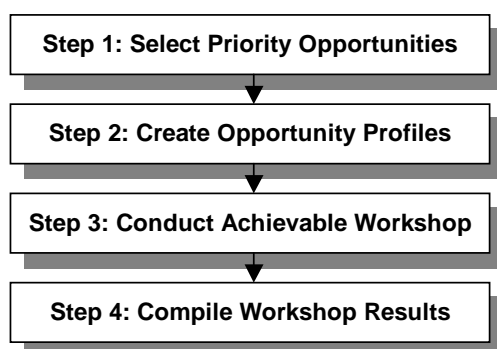 Step 1: Select Priority Opportunities
Step 2: Create Opportunity Profiles
Step 3: Conduct Achievable Workshop
Step 4: Compile Workshop Results